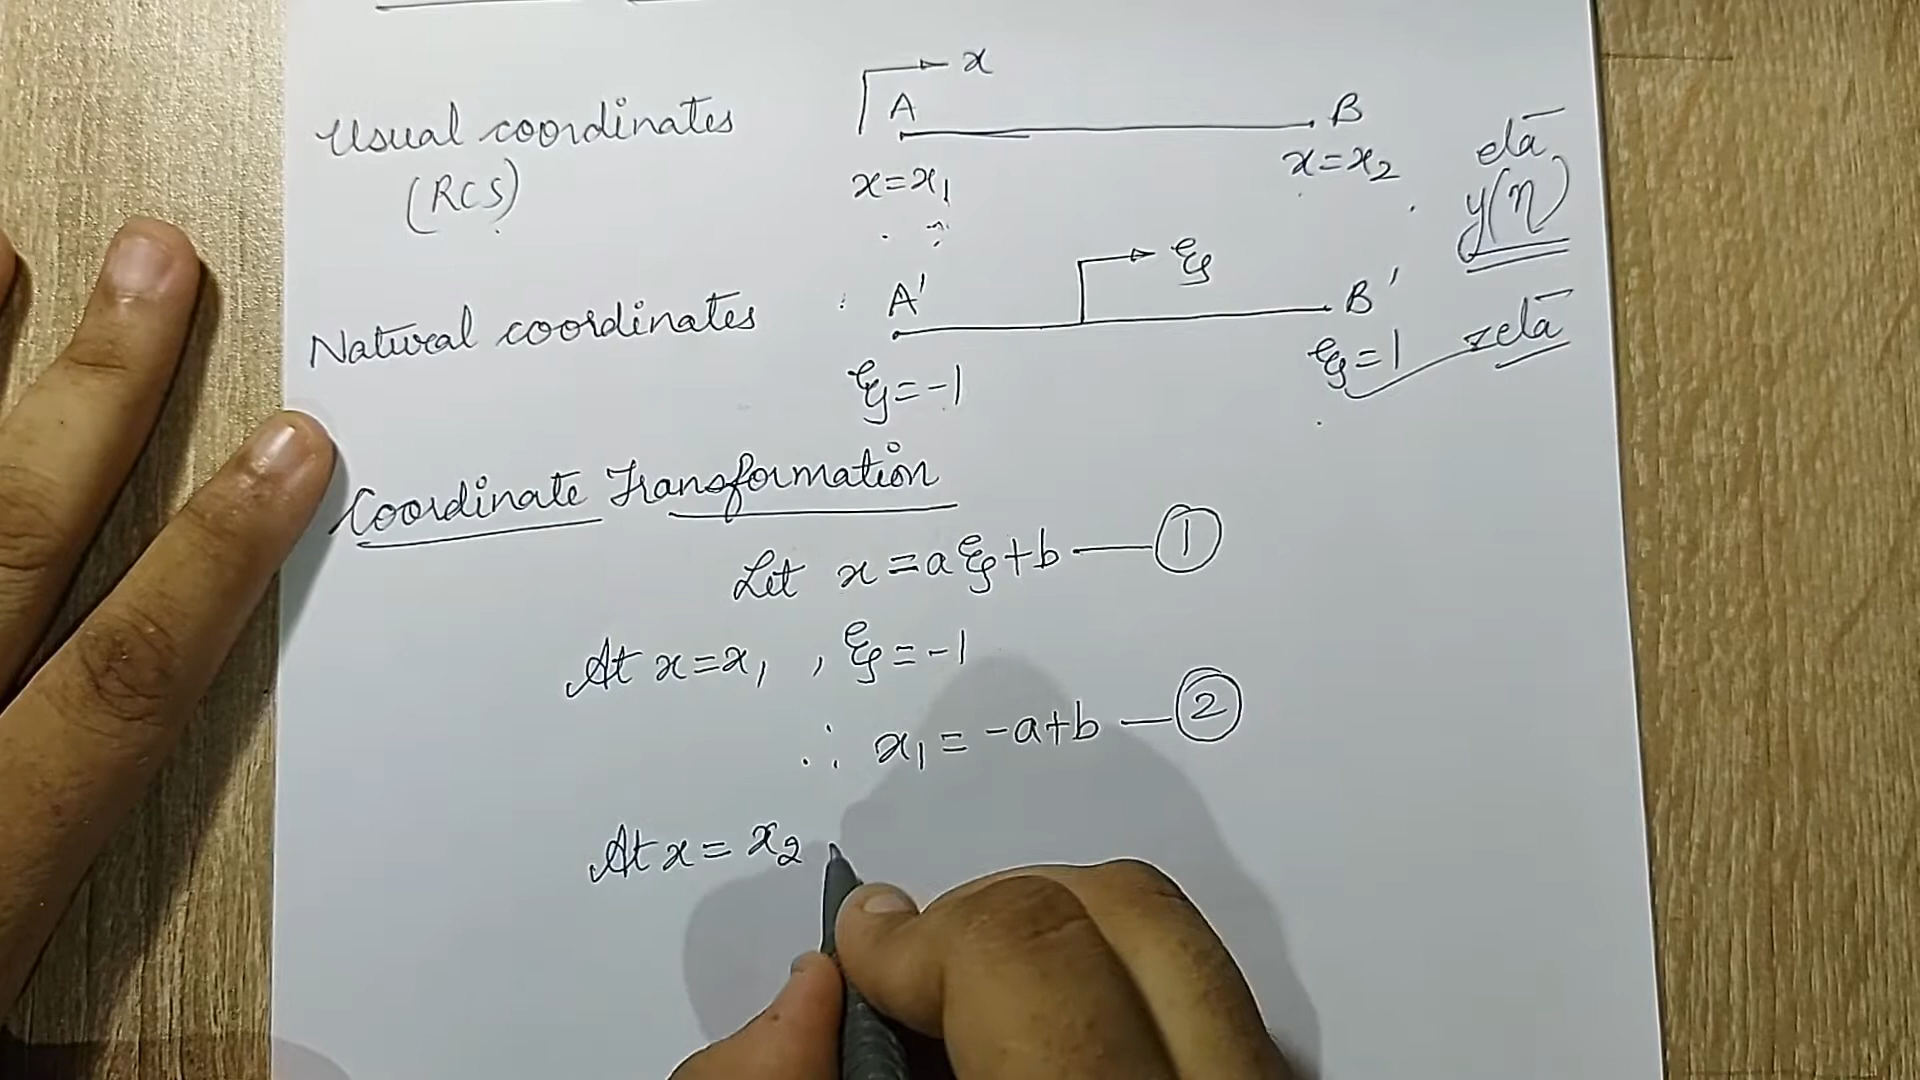 x
Usual coordinates
(RCS)
A
B
x=x₁
x=x₂
eta
y(η)
ξ
Natural coordinates
A'
B'
ξ=-1
ξ=1
zeta
Coordinate Transformation
Let x=aξ+b — ①
At x=x₁, ξ=-1
∴ x₁=-a+b — ②
At x=x₂